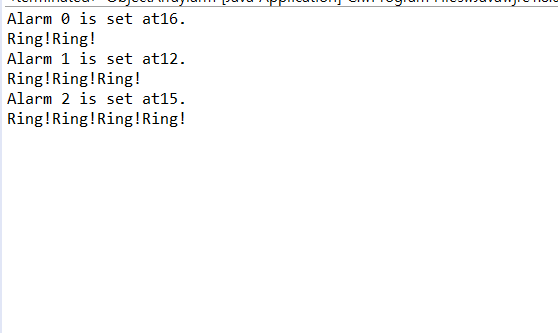 Alarm 0 is set at16.
Ring!Ring!
Alarm 1 is set at12.
Ring!Ring!Ring!
Alarm 2 is set at15.
Ring!Ring!Ring!Ring!